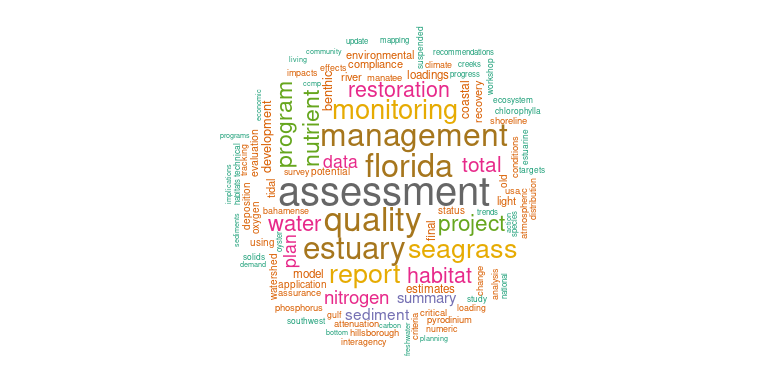 update
mapping
suspended
community
environmental
recommendations
living
compliance
climate
creeks
impacts
effects
river
manatee
loadings
progress
workshop
ccmp
restoration
benthic
coastal
recovery
economic
program
nutrient
monitoring
ecosystem
chlorophylla
shoreline
development
management
programs
evaluation
technical
tracking
data
florida
total
conditions
estuarine
survey
potential
targets
implications
habitats
tidal
assessment
old
usa
distribution
deposition
oxygen
light
atmospheric
bahamense
status
trends
species
action
water
quality
final
project
sediments
using
oyster
plan
estuary
seagrass
solids
demand
watershed
model
report
habitat
change
analysis
national
application
estimates
assurance
nitrogen
summary
study
phosphorus
loading
gulf
sediment
critical
southwest
attenuation
carbon
freshwater
criteria
pyrodinium
bottom
hillsborough
numeric
interagency
planning